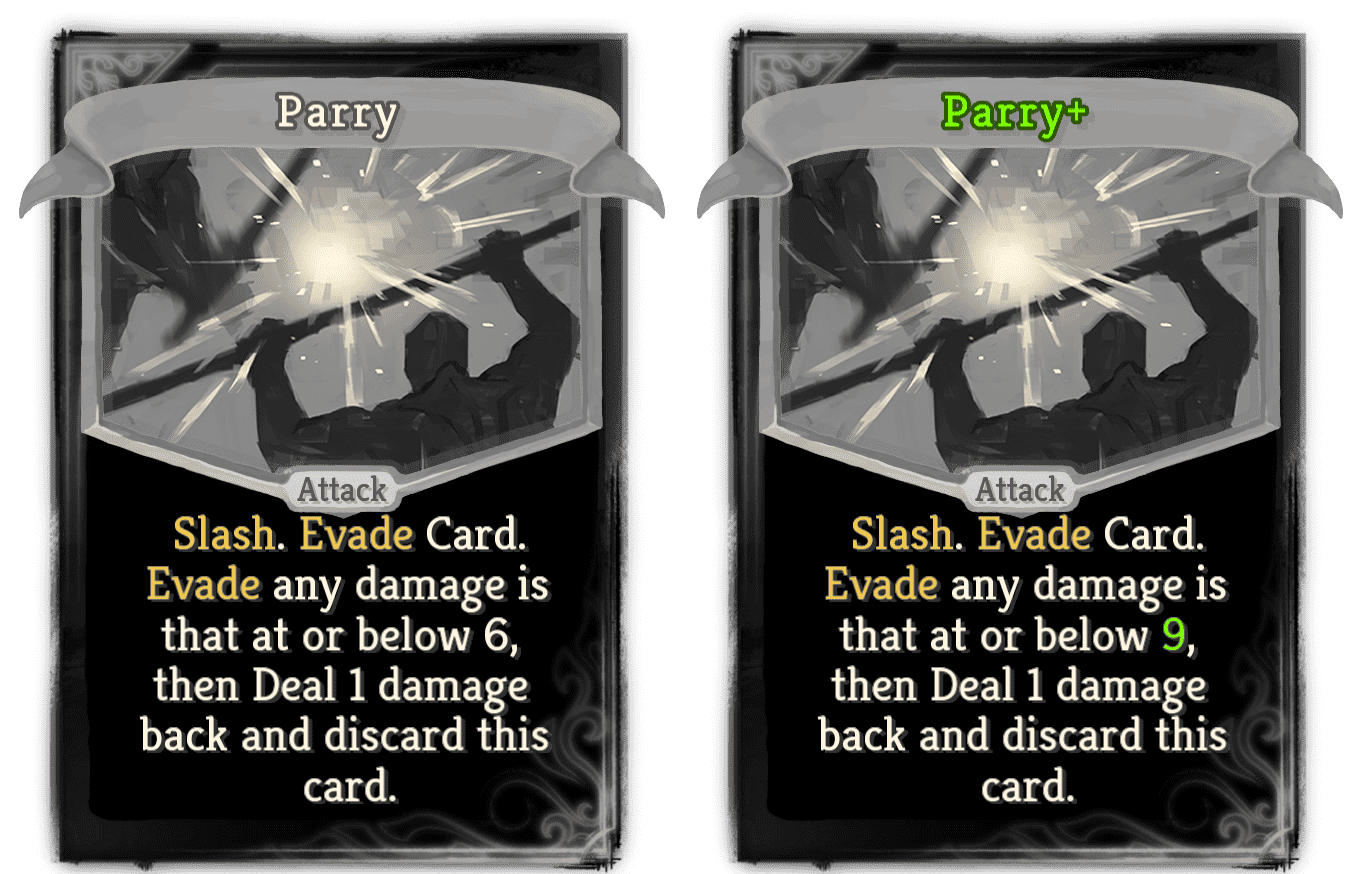 Parry
Attack
Slash. Evade Card.
Evade any damage is
that at or below 6,
then Deal 1 damage
back and discard this
card.
Parry+
Attack
Slash. Evade Card.
Evade any damage is
that at or below 9,
then Deal 1 damage
back and discard this
card.